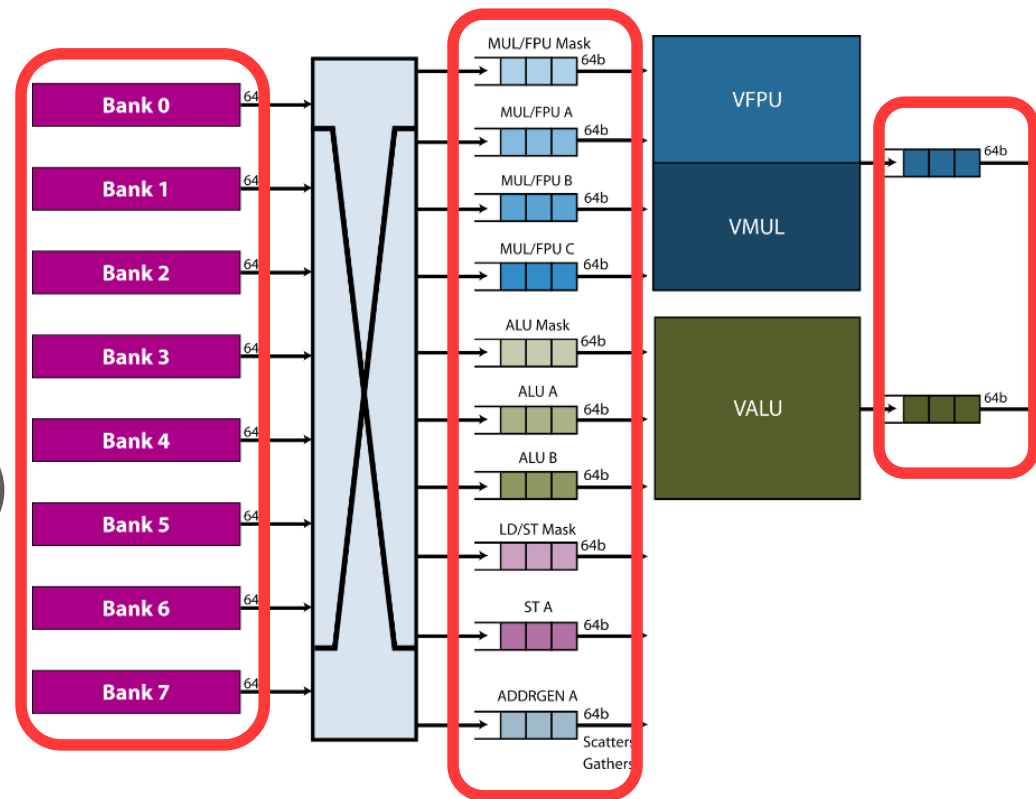 Bank 0
64
Bank 1
64
Bank 2
64
Bank 3
64
Bank 4
64
Bank 5
64
Bank 6
64
Bank 7
64
MUL/FPU Mask
64b
MUL/FPU A
64b
MUL/FPU B
64b
MUL/FPU C
64b
ALU Mask
64b
ALU A
64b
ALU B
64b
LD/ST Mask
64b
ST A
64b
ADDRGEN A
64b
Scatters
Gathers
VFPU
VMUL
64b
VALU
64b